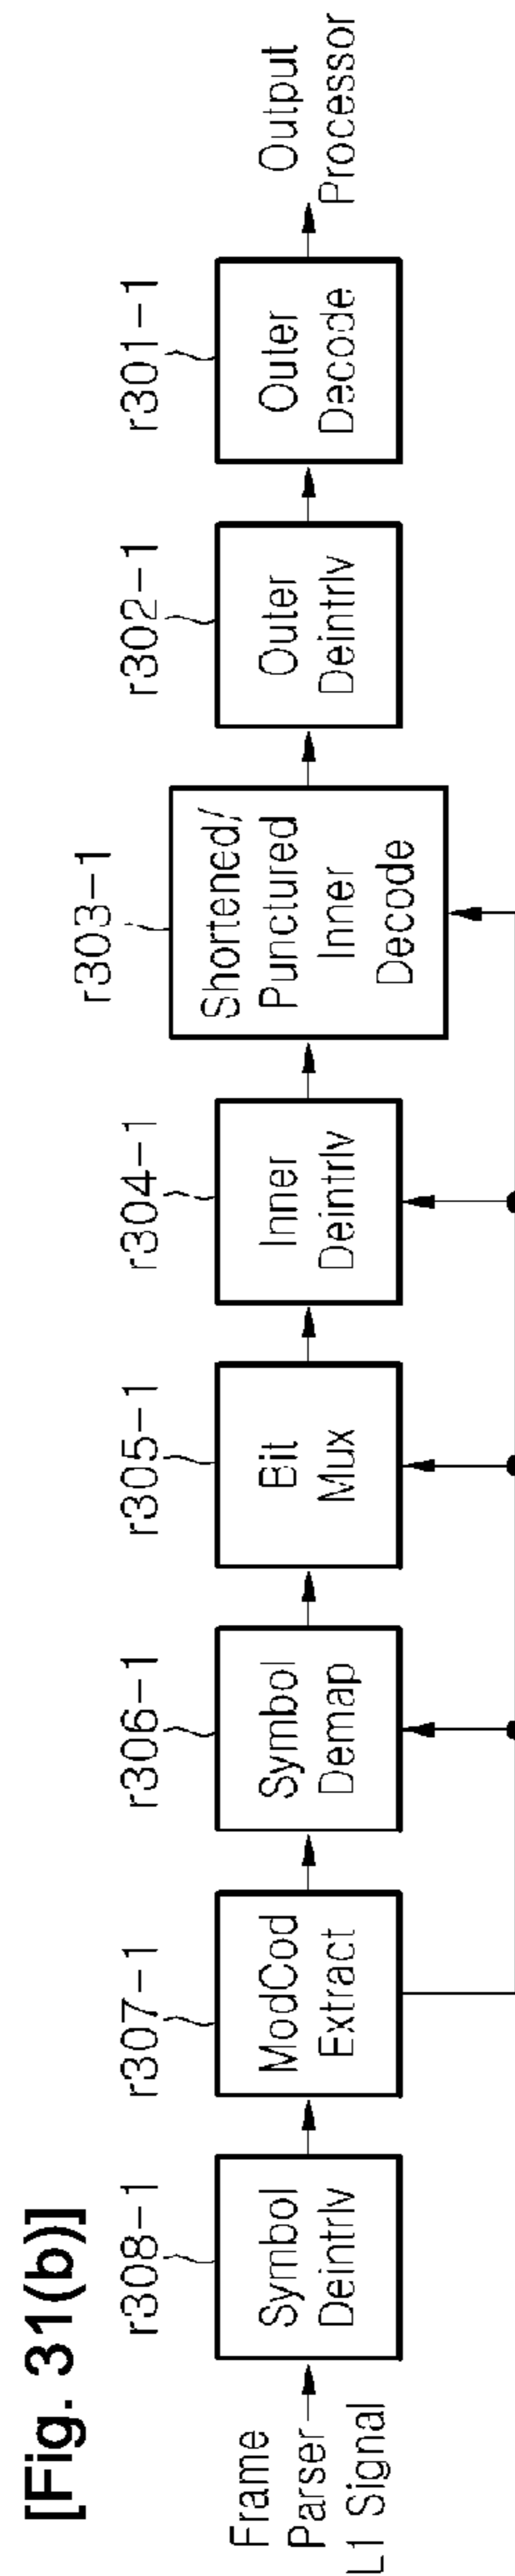 [Fig. 31(b)]
Frame
Parser
L1 Signal
r308-1
Symbol
Deintrlv
r307-1
ModCod
Extract
r306-1
Symbol
Demap
r305-1
Bit
Mux
r304-1
Inner
Deintrlv
r303-1
Shortened/
Punctured
Inner
Decode
r302-1
Outer
Deintrlv
r301-1
Outer
Decode
Output
Processor